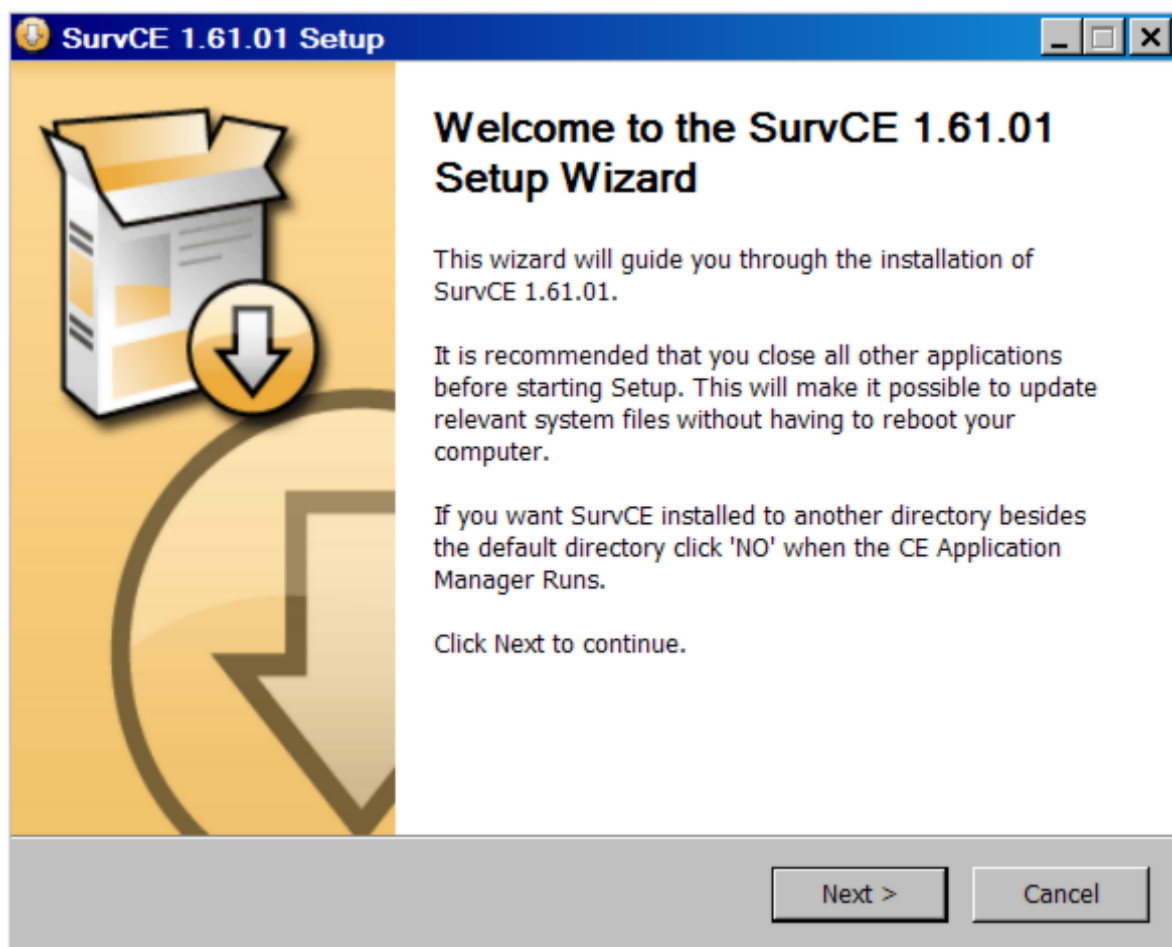 SurvCE 1.61.01 Setup
Welcome to the SurvCE 1.61.01
Setup Wizard
This wizard will guide you through the installation of
SurvCE 1.61.01.
It is recommended that you close all other applications
before starting Setup. This will make it possible to update
relevant system files without having to reboot your
computer.
If you want SurvCE installed to another directory besides
the default directory click 'NO' when the CE Application
Manager Runs.
Click Next to continue.
Next >
Cancel